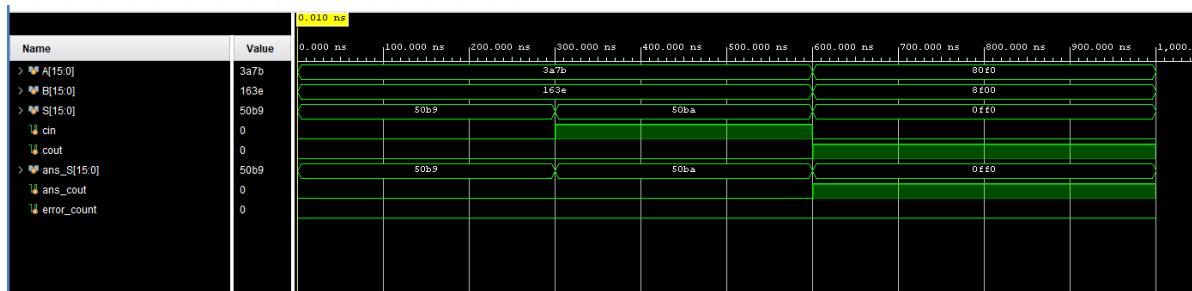 0.010 ns
Name Value 0.000 ns 100.000 ns 200.000 ns 300.000 ns 400.000 ns 500.000 ns 600.000 ns 700.000 ns 800.000 ns 900.000 ns 1,000.
A[15:0] 3a7b 3a7b 80f0
B[15:0] 163e 163e 8f00
S[15:0] 50b9 50b9 50ba 0ff0
cin 0
cout 0
ans_S[15:0] 50b9 50b9 50ba 0ff0
ans_cout 0
error_count 0